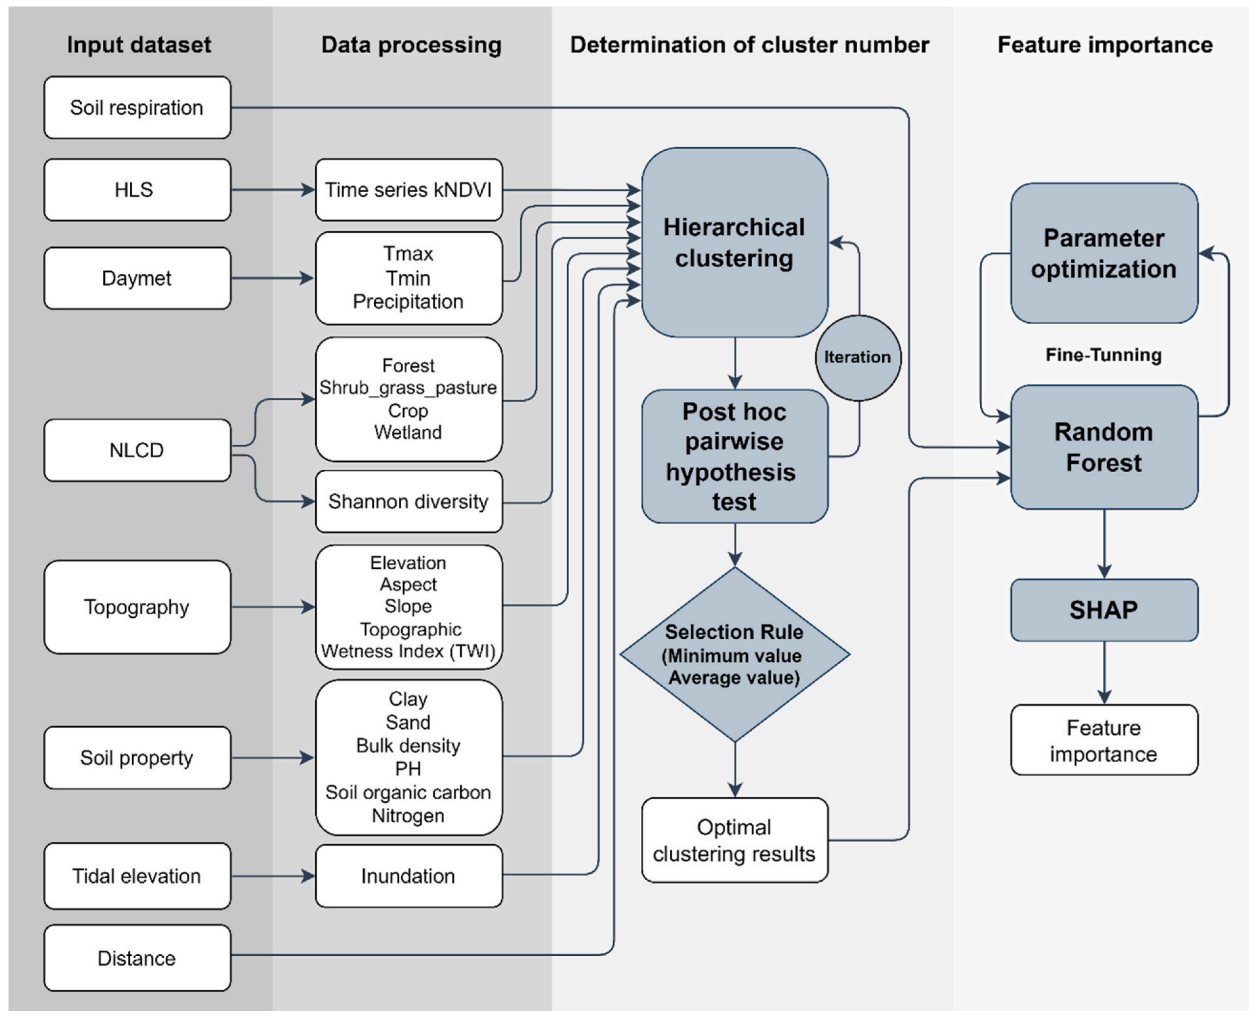 Input dataset
Data processing
Determination of cluster number
Feature importance
Soil respiration
HLS
Time series kNDVI
Daymet
Tmax
Tmin
Precipitation
NLCD
Forest
Shrub_grass_pasture
Crop
Wetland
Shannon diversity
Topography
Elevation
Aspect
Slope
Topographic
Wetness Index (TWI)
Soil property
Clay
Sand
Bulk density
PH
Soil organic carbon
Nitrogen
Tidal elevation
Inundation
Distance
Hierarchical
clustering
Iteration
Post hoc
pairwise
hypothesis
test
Selection Rule
(Minimum value
Average value)
Optimal
clustering results
Parameter
optimization
Fine-Tunning
Random
Forest
SHAP
Feature
importance